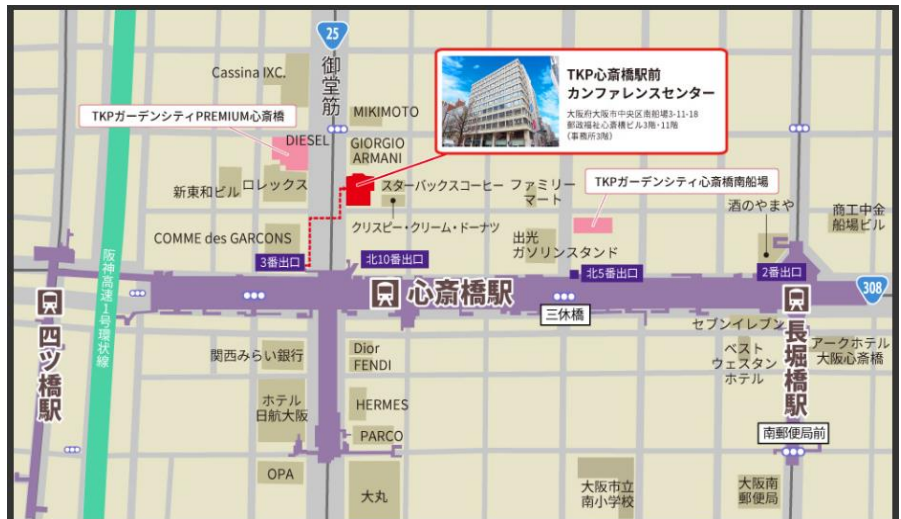 25
御堂筋
Cassina IXC.
TKP心斎橋駅前
カンファレンスセンター
大阪府大阪市中央区南船場3-11-18
郵政福祉心斎橋ビル3階・11階
(事務所3階)
TKPガーデンシティPREMIUM心斎橋
MIKIMOTO
DIESEL
GIORGIO
ARMANI
新東和ビル
ロレックス
スターバックスコーヒー
ファミリー
マート
TKPガーデンシティ心斎橋南船場
酒のやまや
商工中金
船場ビル
クリスピー・クリーム・ドーナツ
COMME des GARCONS
出光
ガソリンスタンド
3番出口
北10番出口
北5番出口
2番出口
阪神高速1号環状線
四ツ橋駅
心斎橋駅
308
三休橋
長堀橋駅
セブンイレブン
関西みらい銀行
Dior
FENDI
ベスト
ウェスタン
ホテル
アークホテル
大阪心斎橋
ホテル
日航大阪
HERMES
PARCO
南郵便局前
OPA
大丸
大阪市立
南小学校
大阪南
郵便局